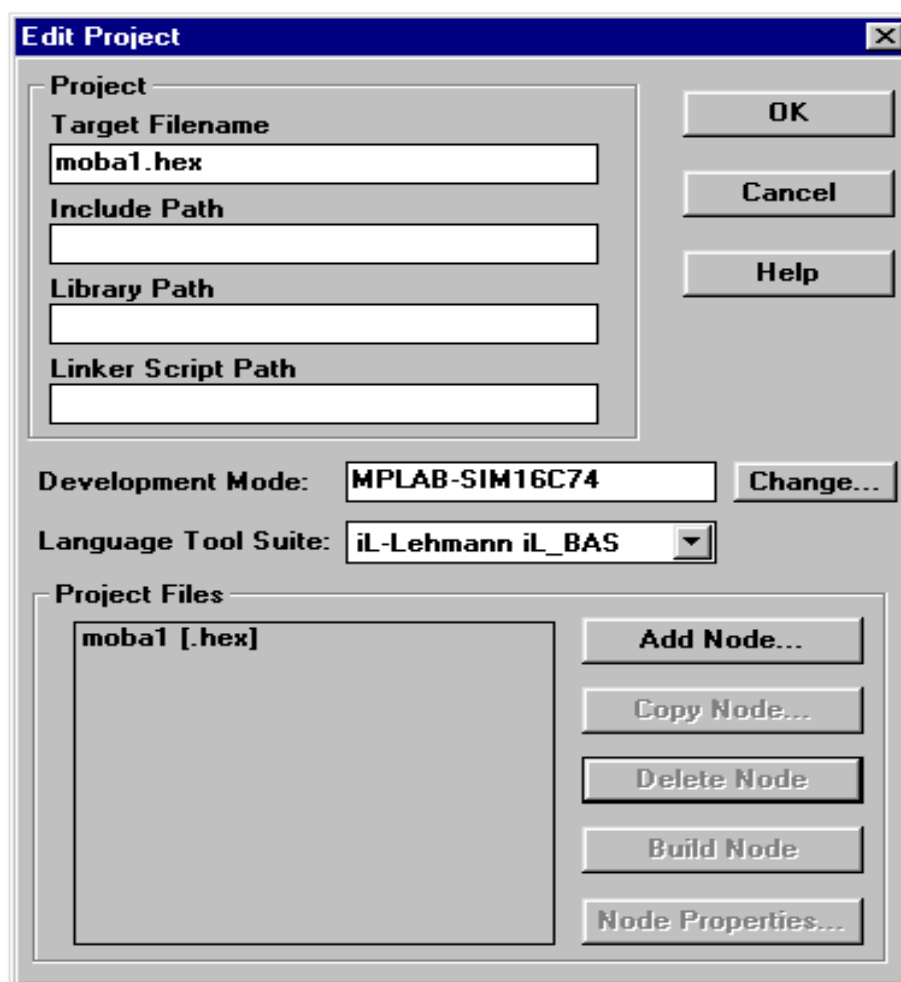 Edit Project
Project
Target Filename
moba1.hex
Include Path
Library Path
Linker Script Path
OK
Cancel
Help
Development Mode: MPLAB-SIM16C74 Change...
Language Tool Suite: iL-Lehmann iL_BAS
Project Files
moba1 [.hex]
Add Node...
Copy Node...
Delete Node
Build Node
Node Properties...